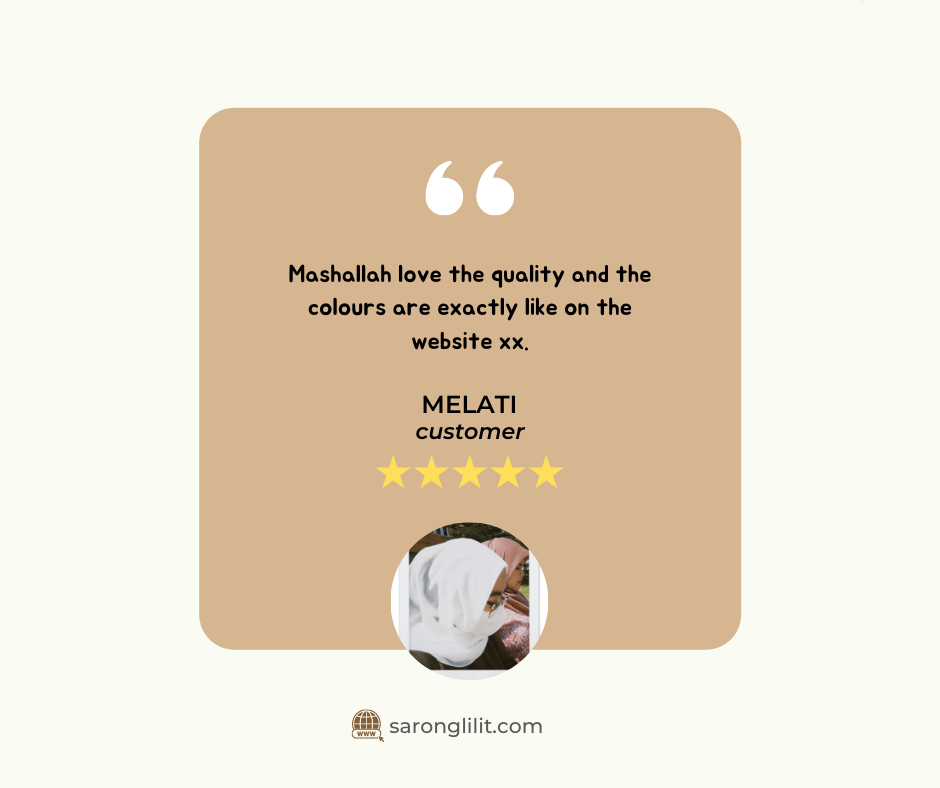 Mashallah love the quality and the
colours are exactly like on the
website xx.
MELATI
customer
www
saronglilit.com